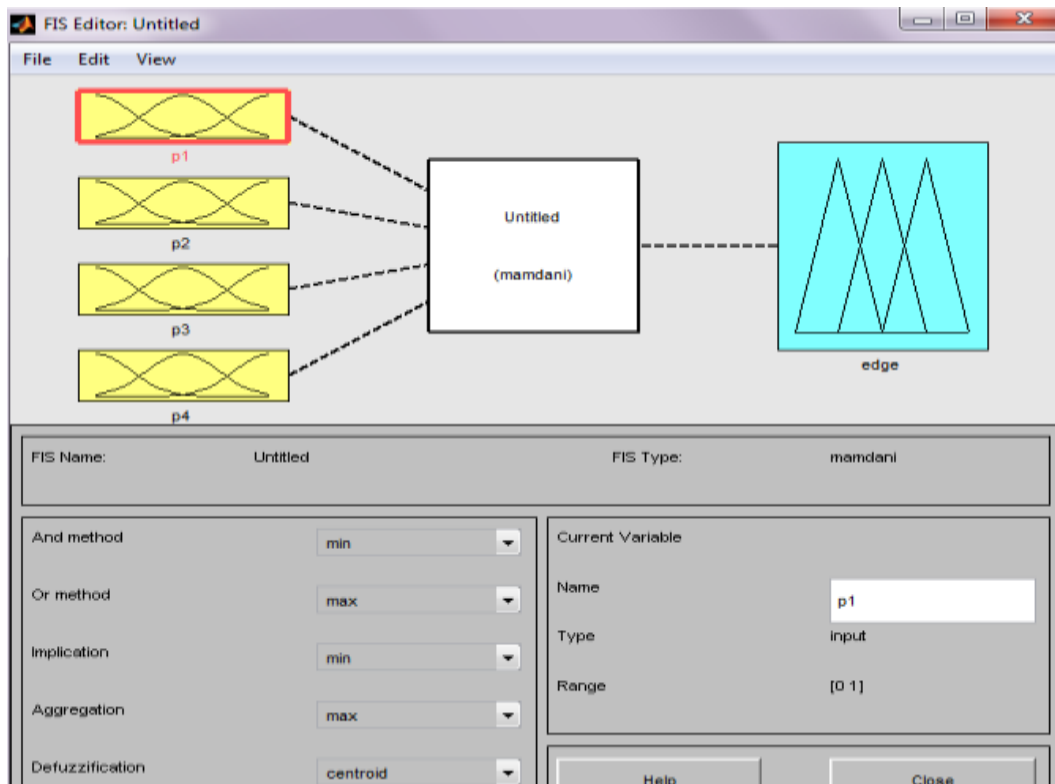 FIS Editor: Untitled
File Edit View
p1
p2
p3
p4
Untitled
(mamdani)
edge
FIS Name: Untitled FIS Type: mamdani
And method min
Or method max
Implication min
Aggregation max
Defuzzification centroid
Current Variable
Name p1
Type input
Range [0 1]
Help Close